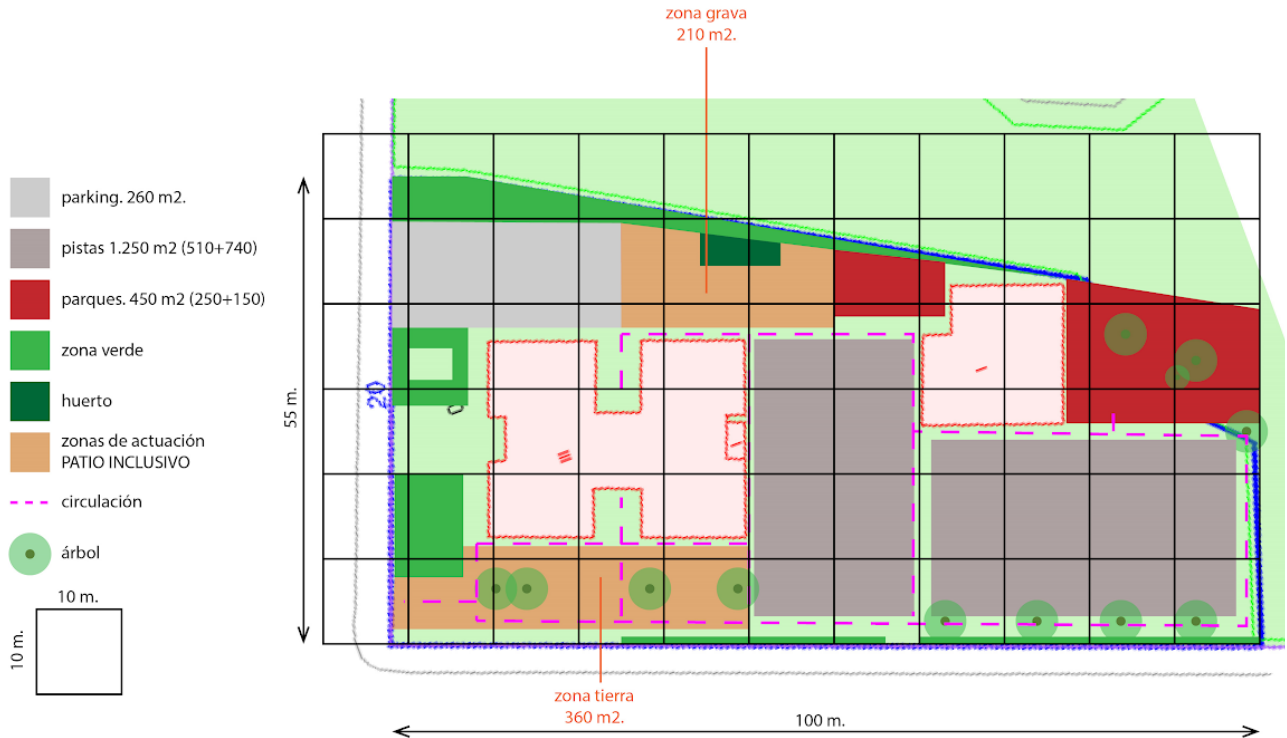 zona grava
210 m2.
parking. 260 m2.
pistas 1.250 m2 (510+740)
parques. 450 m2 (250+150)
zona verde
huerto
zonas de actuación
PATIO INCLUSIVO
circulación
árbol
10 m.
10 m.
55 m.
20
zona tierra
360 m2.
100 m.